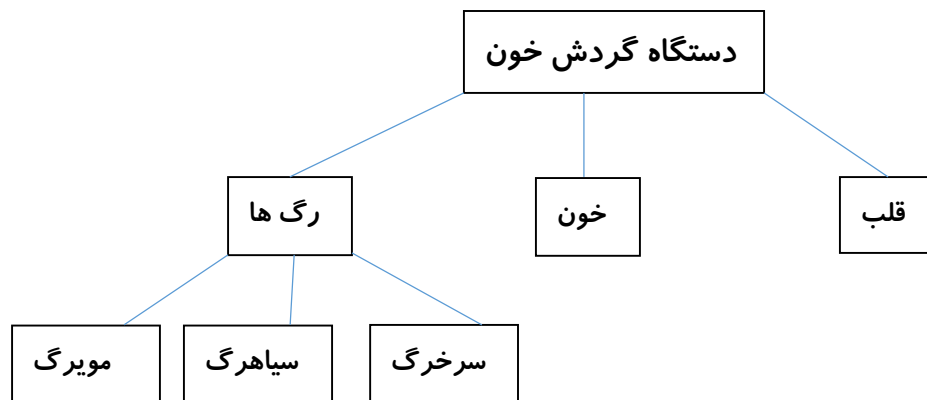 دستگاه گردش خون
قلب
خون
رگ ها
سرخرگ
سیاهرگ
مویرگ